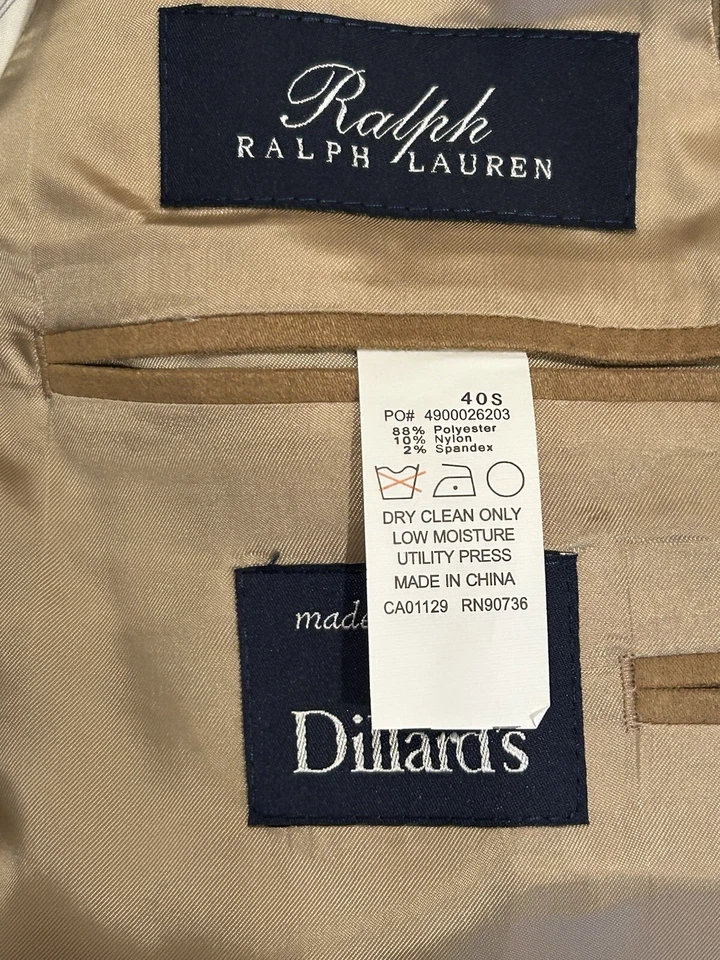 Ralph
RALPH LAUREN
40S
PO# 4900026203
88% Polyester
10% Nylon
2% Spandex
DRY CLEAN ONLY
LOW MOISTURE
UTILITY PRESS
MADE IN CHINA
CA01129 RN90736
made
Dillard's